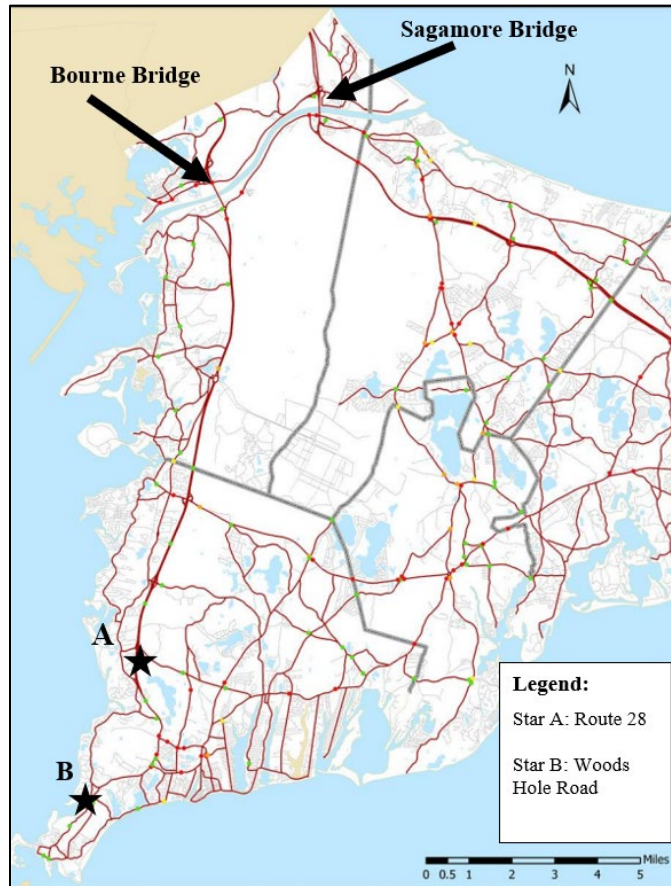 Sagamore Bridge
Bourne Bridge
N
A
B
Legend:
Star A: Route 28
Star B: Woods
Hole Road
Miles
0 0.5 1 2 3 4 5